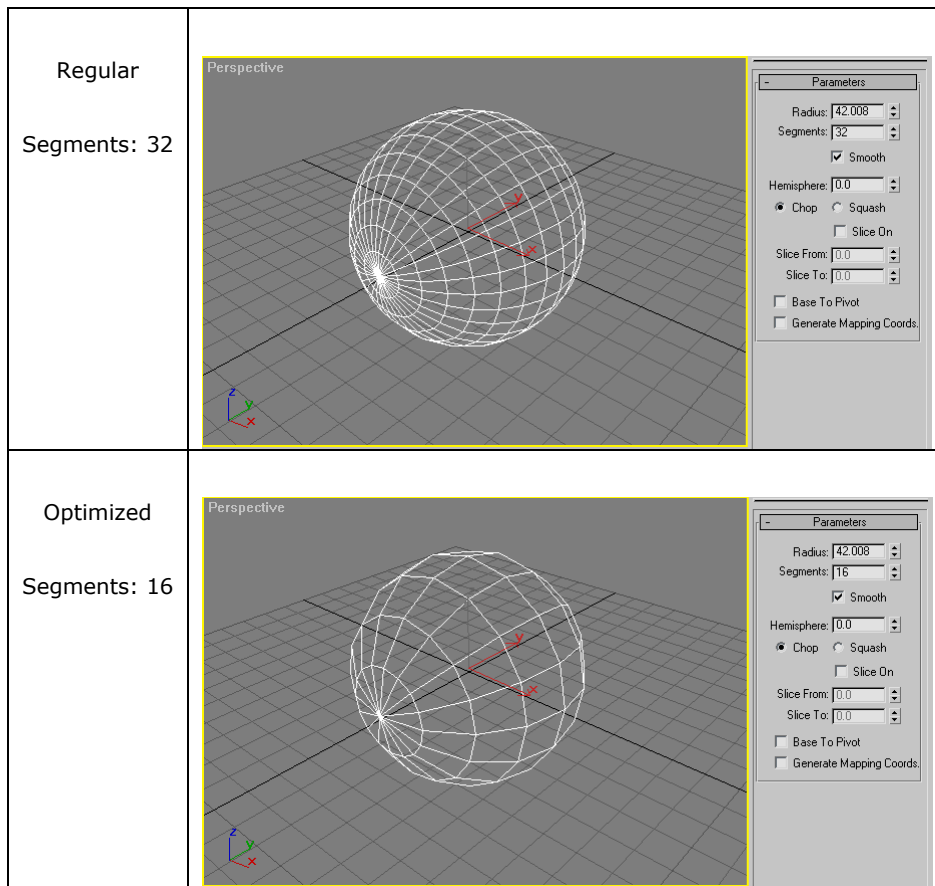 Regular
Segments: 32
Perspective
y
x
z
y
x
- Parameters
Radius: 42.008
Segments: 32
Smooth
Hemisphere: 0.0
Chop Squash
Slice On
Slice From: 0.0
Slice To: 0.0
Base To Pivot
Generate Mapping Coords.
Optimized
Segments: 16
Perspective
y
x
z
y
x
- Parameters
Radius: 42.008
Segments: 16
Smooth
Hemisphere: 0.0
Chop Squash
Slice On
Slice From: 0.0
Slice To: 0.0
Base To Pivot
Generate Mapping Coords.